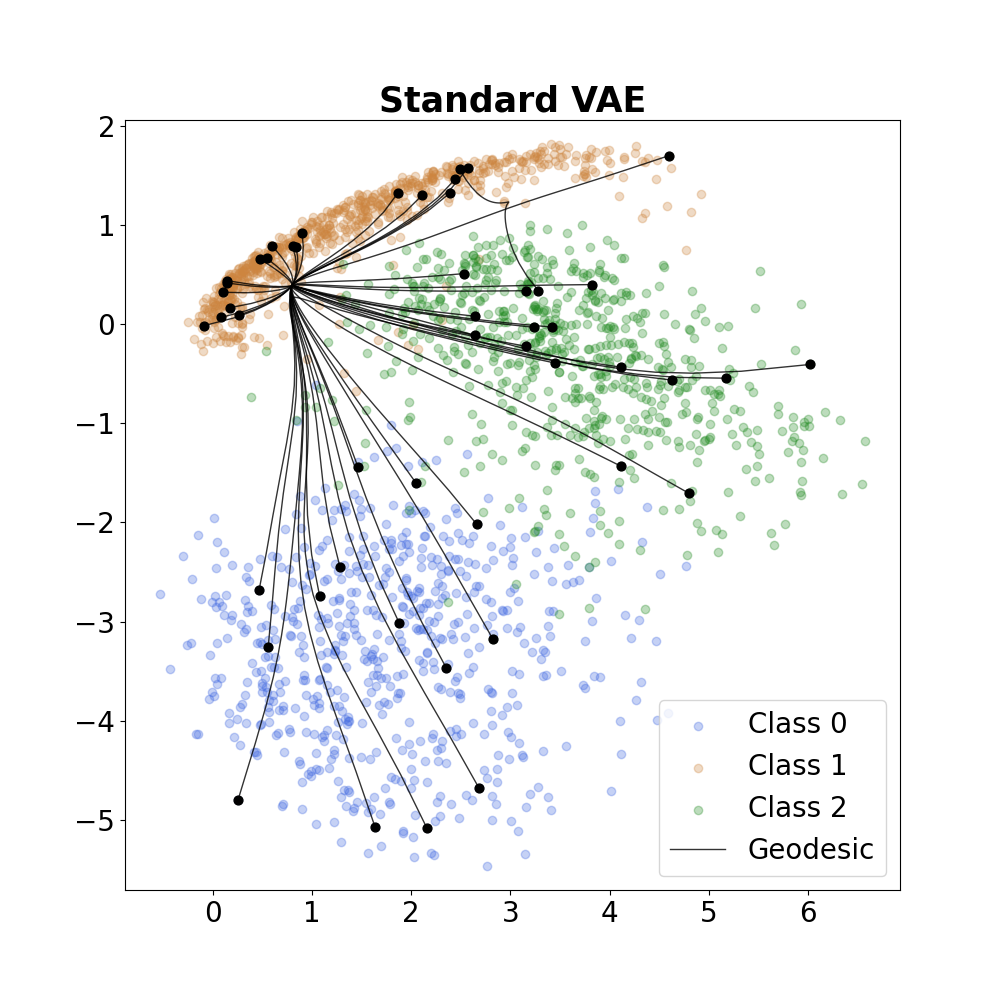 Standard VAE
2
1
0
−1
−2
−3
−4
−5
0 1 2 3 4 5 6
Class 0
Class 1
Class 2
Geodesic